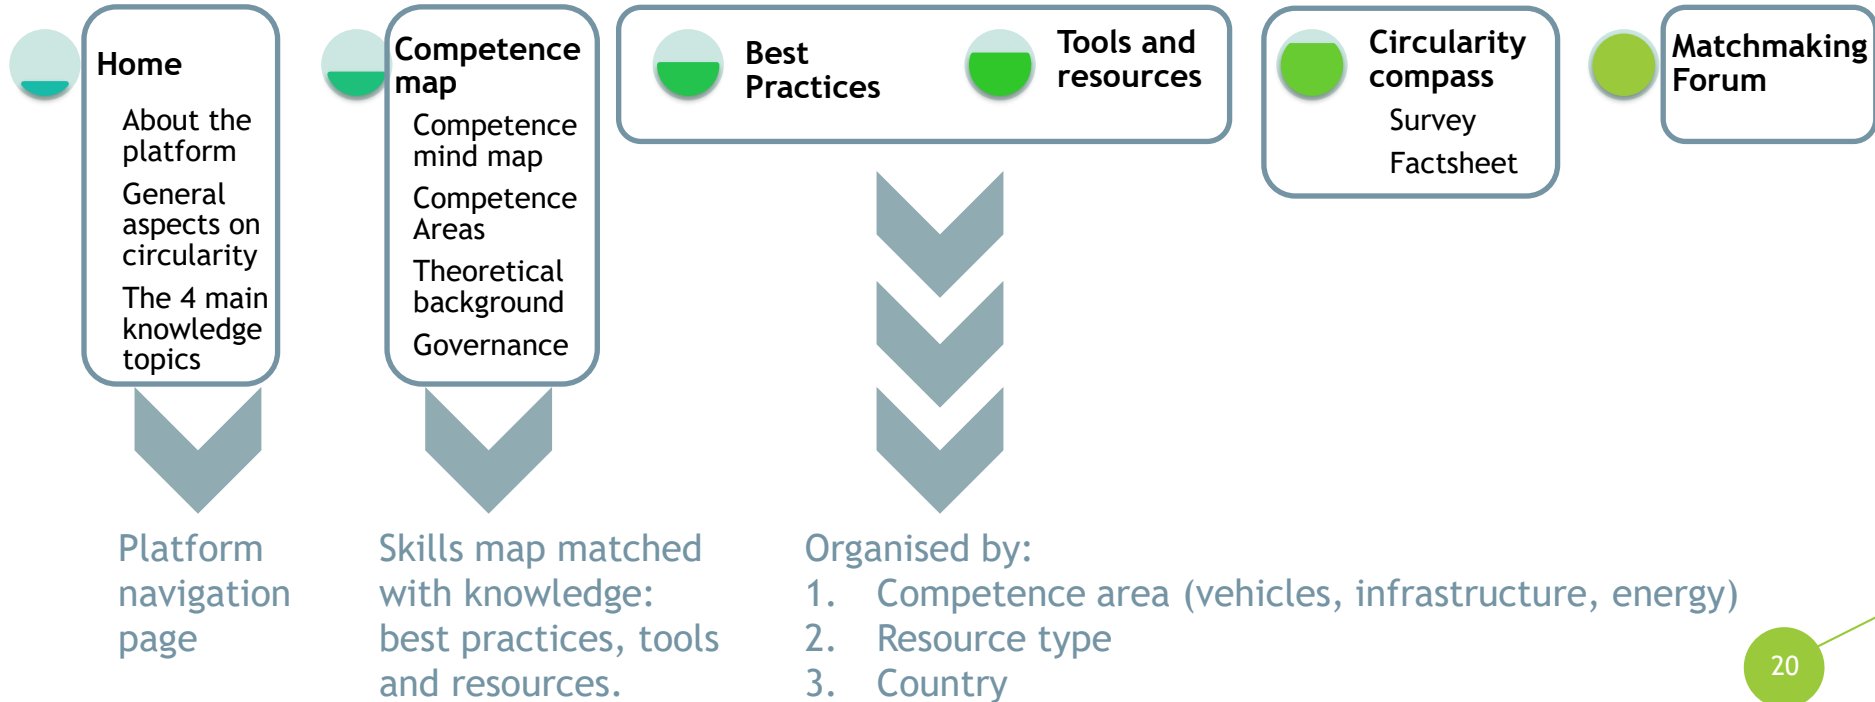 Home
About the
platform
General
aspects on
circularity
The 4 main
knowledge
topics
Competence
map
Competence
mind map
Competence
Areas
Theoretical
background
Governance
Best
Practices
Tools and
resources
Circularity
compass
Survey
Factsheet
Matchmaking
Forum
Platform
navigation
page
Skills map matched
with knowledge:
best practices, tools
and resources.
Organised by:
1. Competence area (vehicles, infrastructure, energy)
2. Resource type
3. Country
20